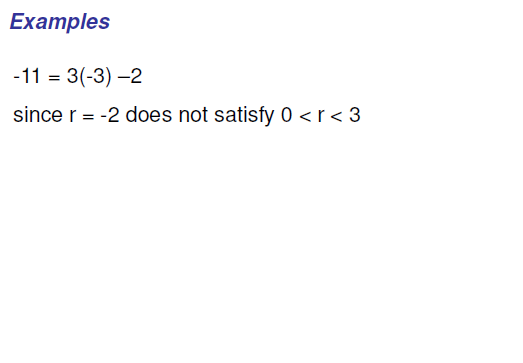 Examples
-11 = 3(-3) –2
since r = -2 does not satisfy 0 < r < 3